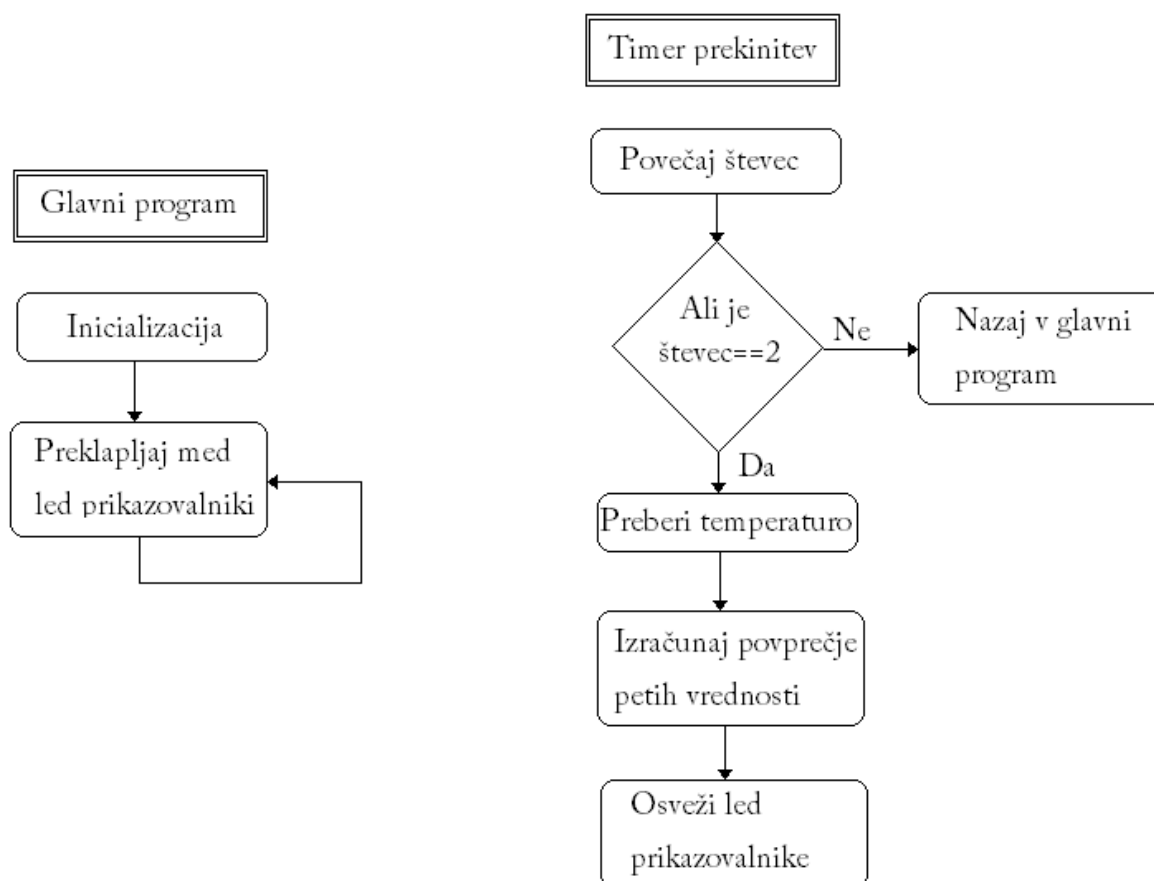 Glavni program
Inicializacija
Preklapljaj med
led prikazovalniki
Timer prekinitev
Povečaj števec
Ali je
števec==2
Ne
Nazaj v glavni
program
Da
Preberi temperaturo
Izračunaj povprečje
petih vrednosti
Osveži led
prikazovalnike